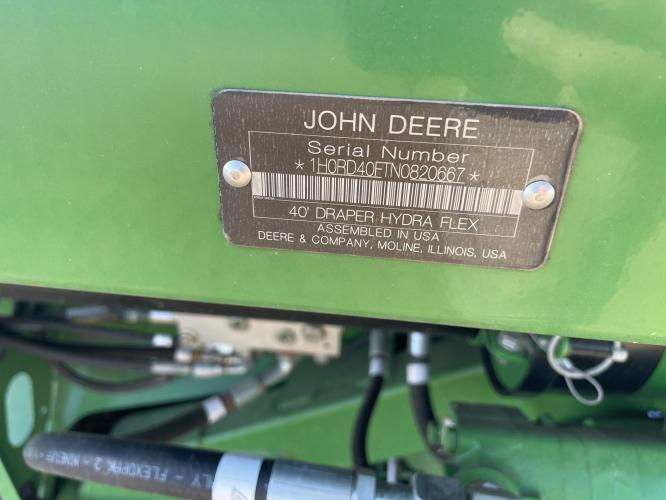 JOHN DEERE
Serial Number
*1H0RD40FTN0820667*
40' DRAPER HYDRA FLEX
ASSEMBLED IN USA
DEERE & COMPANY, MOLINE, ILLINOIS, USA